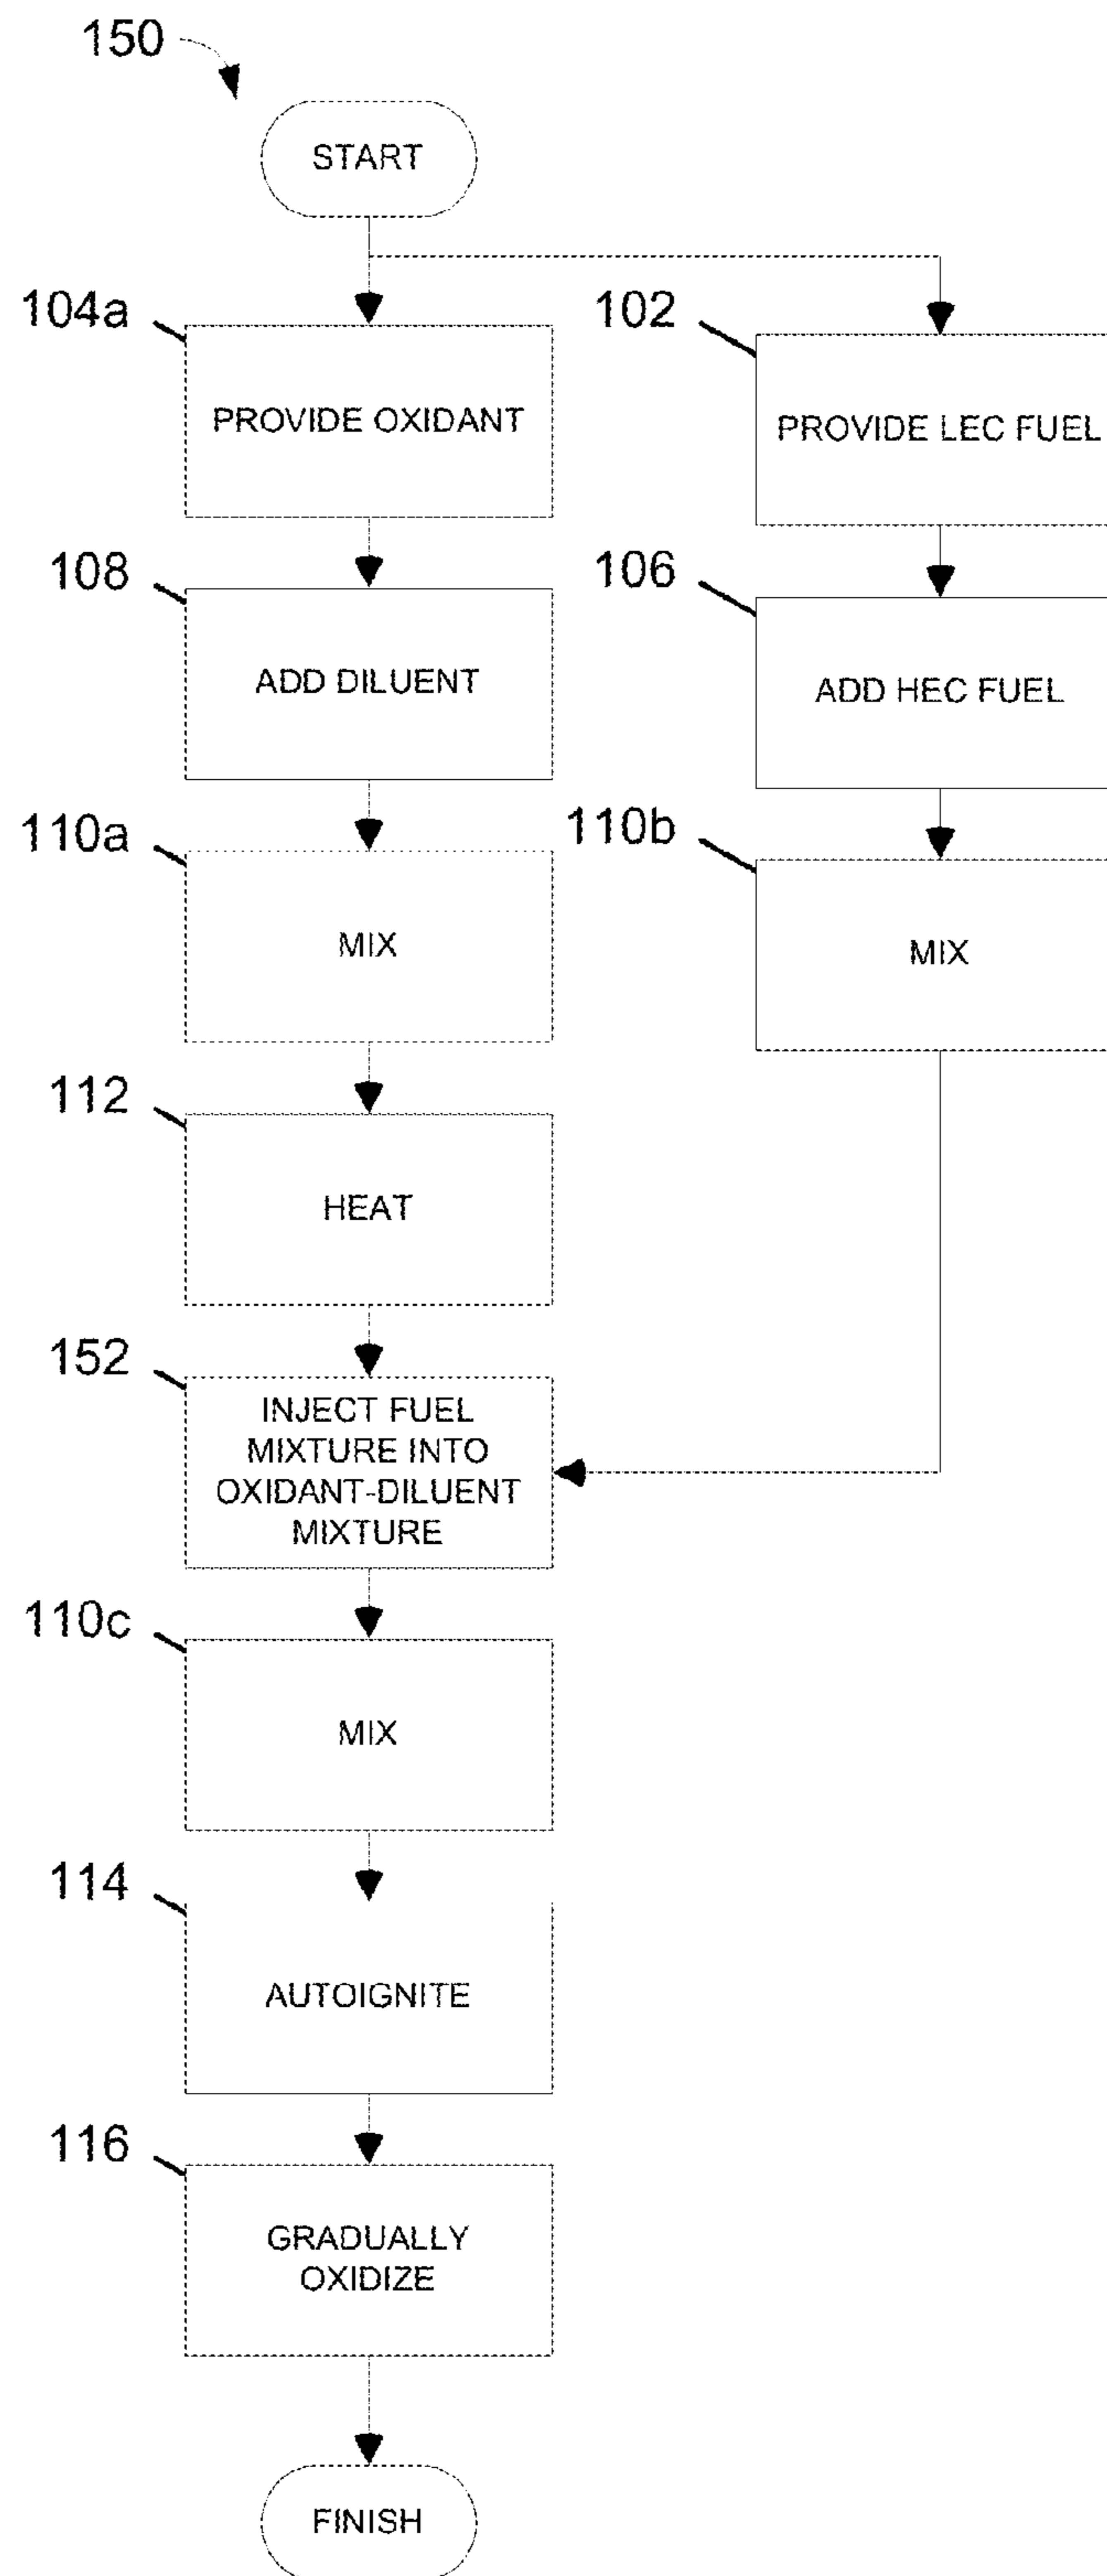 150
START
104a
PROVIDE OXIDANT
102
PROVIDE LEC FUEL
108
ADD DILUENT
106
ADD HEC FUEL
110a
MIX
110b
MIX
112
HEAT
152
INJECT FUEL
MIXTURE INTO
OXIDANT-DILUENT
MIXTURE
110c
MIX
114
AUTOIGNITE
116
GRADUALLY
OXIDIZE
FINISH